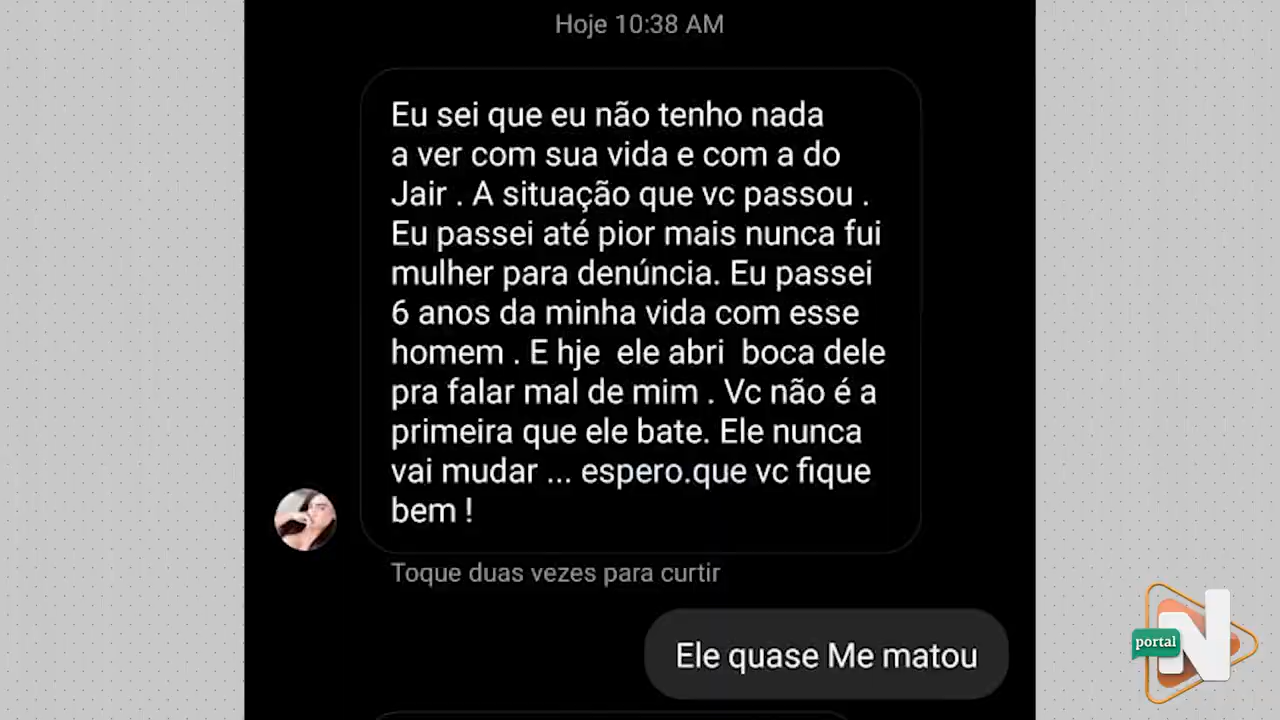 Hoje 10:38 AM
Eu sei que eu não tenho nada
a ver com sua vida e com a do
Jair . A situação que vc passou .
Eu passei até pior mais nunca fui
mulher para denúncia. Eu passei
6 anos da minha vida com esse
homem . E hje  ele abri  boca dele
pra falar mal de mim . Vc não é a
primeira que ele bate. Ele nunca
vai mudar ... espero.que vc fique
bem !
Toque duas vezes para curtir
Ele quase Me matou
portal N